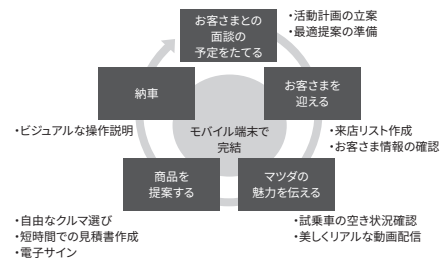 お客さまとの
面談の
予定をたてる
・活動計画の立案
・最適提案の準備
お客さまを
迎える
・来店リスト作成
・お客さま情報の確認
マツダの
魅力を伝える
・試乗車の空き状況確認
・美しくリアルな動画配信
商品を
提案する
・自由なクルマ選び
・短時間での見積書作成
・電子サイン
納車
・ビジュアルな操作説明
モバイル端末で
完結